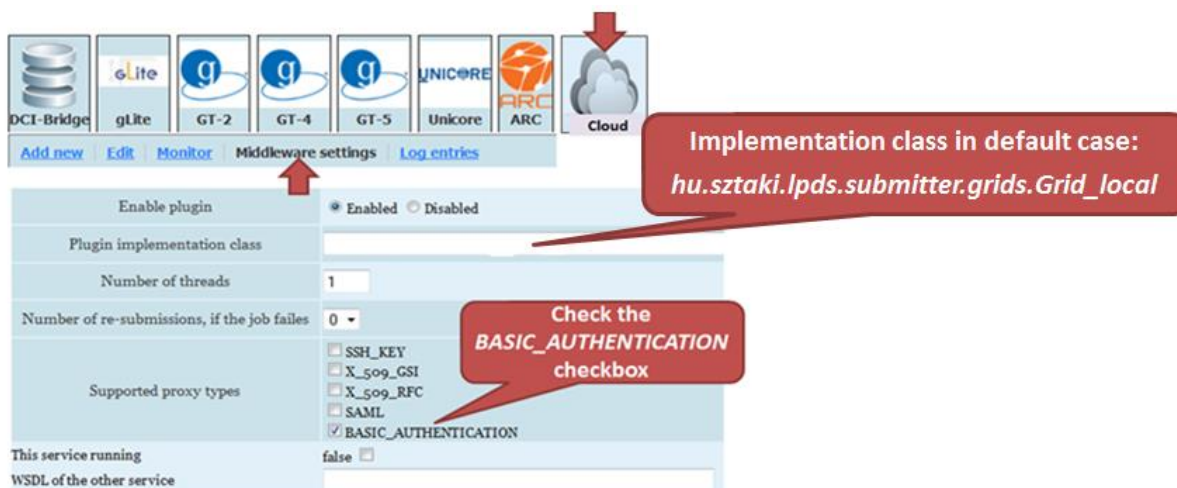 gLite
UNICORE
ARC
DCI-Bridge gLite GT-2 GT-4 GT-5 Unicore ARC Cloud
Add new Edit Monitor Middleware settings Log entries
Implementation class in default case:
hu.sztaki.lpds.submitter.grids.Grid_local
Enable plugin Enabled Disabled
Plugin implementation class
Number of threads 1
Number of re-submissions, if the job failes 0
Check the
BASIC_AUTHENTICATION
checkbox
Supported proxy types
SSH_KEY
X_509_GSI
X_509_RFC
SAML
BASIC_AUTHENTICATION
This service running false
WSDL of the other service